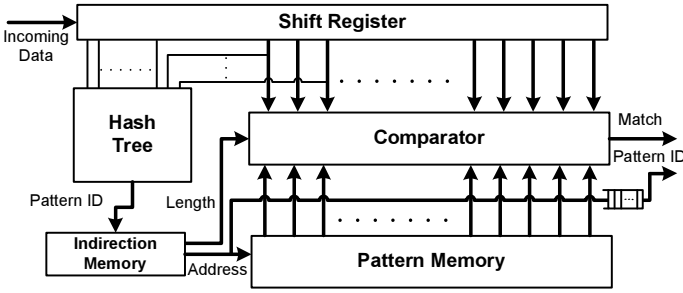 Shift Register
Incoming
Data
Hash
Tree
Comparator
Match
Pattern ID
Pattern ID
Length
Indirection
Memory
Address
Pattern Memory